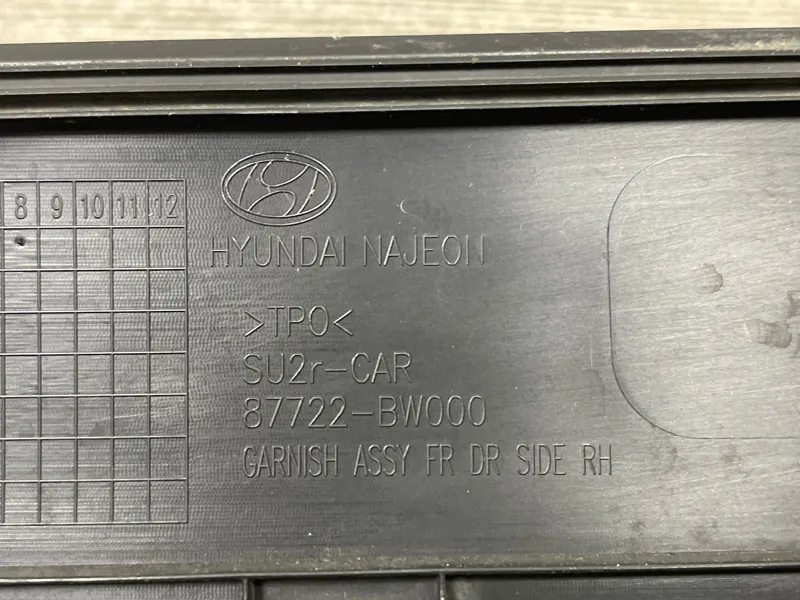 8 9 10 11 12
HYUNDAI NAJEON
>TPO<
SU2r-CAR
87722-BW000
GARNISH ASSY FR DR SIDE RH